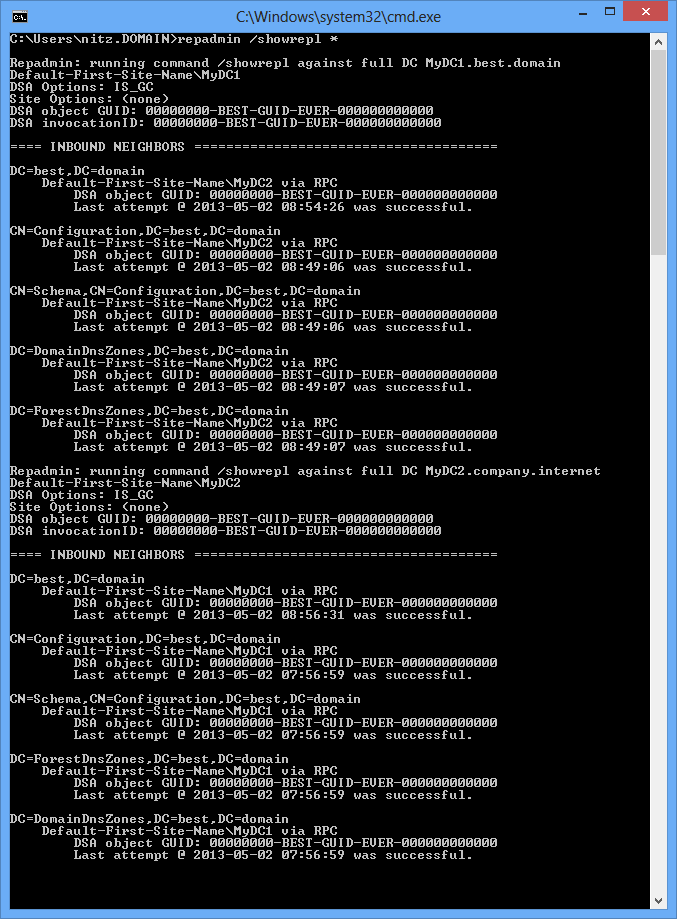 C:\Windows\system32\cmd.exe
C:\Users\nitz.DOMAIN>repadmin /showrepl *
Repadmin: running command /showrepl against full DC MyDC1.best.domain
Default-First-Site-Name\MyDC1
DSA Options: IS_GC
Site Options: (none)
DSA object GUID: 00000000-BEST-GUID-EVER-000000000000
DSA invocationID: 00000000-BEST-GUID-EVER-000000000000
==== INBOUND NEIGHBORS ======================================
DC=best,DC=domain
    Default-First-Site-Name\MyDC2 via RPC
        DSA object GUID: 00000000-BEST-GUID-EVER-000000000000
        Last attempt @ 2013-05-02 08:54:26 was successful.
CN=Configuration,DC=best,DC=domain
    Default-First-Site-Name\MyDC2 via RPC
        DSA object GUID: 00000000-BEST-GUID-EVER-000000000000
        Last attempt @ 2013-05-02 08:49:06 was successful.
CN=Schema,CN=Configuration,DC=best,DC=domain
    Default-First-Site-Name\MyDC2 via RPC
        DSA object GUID: 00000000-BEST-GUID-EVER-000000000000
        Last attempt @ 2013-05-02 08:49:06 was successful.
DC=DomainDnsZones,DC=best,DC=domain
    Default-First-Site-Name\MyDC2 via RPC
        DSA object GUID: 00000000-BEST-GUID-EVER-000000000000
        Last attempt @ 2013-05-02 08:49:07 was successful.
DC=ForestDnsZones,DC=best,DC=domain
    Default-First-Site-Name\MyDC2 via RPC
        DSA object GUID: 00000000-BEST-GUID-EVER-000000000000
        Last attempt @ 2013-05-02 08:49:07 was successful.
Repadmin: running command /showrepl against full DC MyDC2.company.internet
Default-First-Site-Name\MyDC2
DSA Options: IS_GC
Site Options: (none)
DSA object GUID: 00000000-BEST-GUID-EVER-000000000000
DSA invocationID: 00000000-BEST-GUID-EVER-000000000000
==== INBOUND NEIGHBORS ======================================
DC=best,DC=domain
    Default-First-Site-Name\MyDC1 via RPC
        DSA object GUID: 00000000-BEST-GUID-EVER-000000000000
        Last attempt @ 2013-05-02 08:56:31 was successful.
CN=Configuration,DC=best,DC=domain
    Default-First-Site-Name\MyDC1 via RPC
        DSA object GUID: 00000000-BEST-GUID-EVER-000000000000
        Last attempt @ 2013-05-02 07:56:59 was successful.
CN=Schema,CN=Configuration,DC=best,DC=domain
    Default-First-Site-Name\MyDC1 via RPC
        DSA object GUID: 00000000-BEST-GUID-EVER-000000000000
        Last attempt @ 2013-05-02 07:56:59 was successful.
DC=ForestDnsZones,DC=best,DC=domain
    Default-First-Site-Name\MyDC1 via RPC
        DSA object GUID: 00000000-BEST-GUID-EVER-000000000000
        Last attempt @ 2013-05-02 07:56:59 was successful.
DC=DomainDnsZones,DC=best,DC=domain
    Default-First-Site-Name\MyDC1 via RPC
        DSA object GUID: 00000000-BEST-GUID-EVER-000000000000
        Last attempt @ 2013-05-02 07:56:59 was successful.